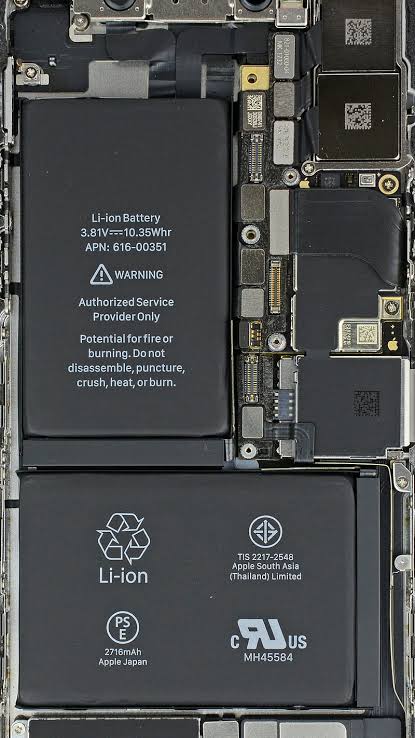 Li-ion Battery
3.81V⎓10.35Whr
APN: 616-00351
WARNING
Authorized Service
Provider Only
Potential for fire or
burning. Do not
disassemble, puncture,
crush, heat, or burn.
Li-ion
TIS 2217-2548
Apple South Asia
(Thailand) Limited
PS
E
2716mAh
Apple Japan
c RU US
MH45584